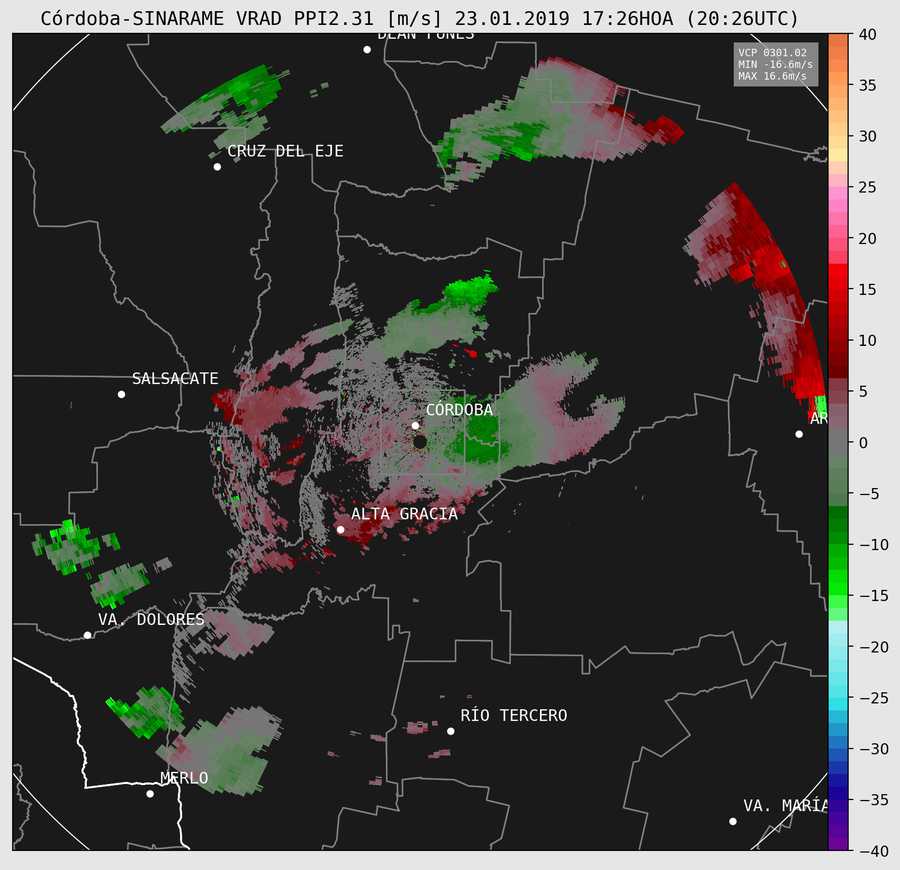 Córdoba-SINARAME VRAD PPI2.31 [m/s] 23.01.2019 17:26HOA (20:26UTC)
DEAN FUNES
VCP 0301.02
MIN -16.6m/s
MAX 16.6m/s
CRUZ DEL EJE
SALSACATE
CÓRDOBA
AR
ALTA GRACIA
VA. DOLORES
RÍO TERCERO
MERLO
VA. MARÍA
40
35
30
25
20
15
10
5
0
−5
−10
−15
−20
−25
−30
−35
−40